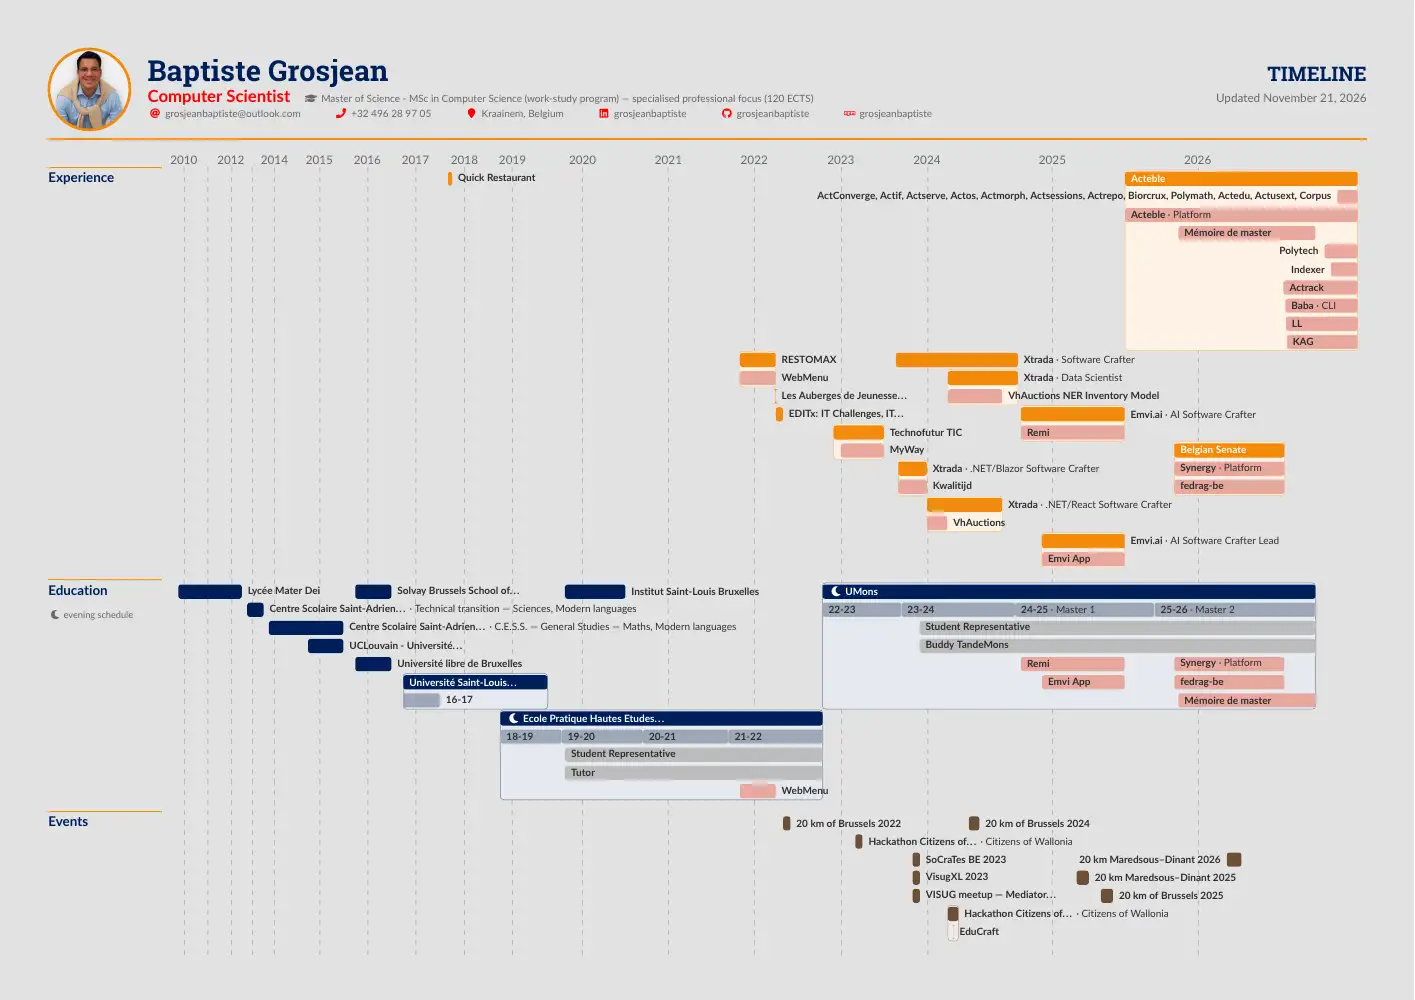 Baptiste Grosjean
TIMELINE
Computer Scientist Master of Science - MSc in Computer Science (work-study program) — specialised professional focus (120 ECTS)
Updated November 21, 2026
grosjeanbaptiste@outlook.com +32 496 28 97 05 Kraainem, Belgium grosjeanbaptiste grosjeanbaptiste grosjeanbaptiste
2010 2012 2014 2015 2016 2017 2018 2019 2020 2021 2022 2023 2024 2025 2026
Experience
Quick Restaurant
Acteble
ActConverge, Actif, Actserve, Actos, Actmorph, Actsessions, Actrepo, Biorcrux, Polymath, Actedu, Actusext, Corpus
Acteble · Platform
Mémoire de master
Polytech
Indexer
Actrack
Baba · CLI
LL
KAG
RESTOMAX Xtrada · Software Crafter
WebMenu Xtrada · Data Scientist
Les Auberges de Jeunesse... VhAuctions NER Inventory Model
EDITx: IT Challenges, IT... Emvi.ai · AI Software Crafter
Technofutur TIC Remi
MyWay Belgian Senate
Xtrada · .NET/Blazor Software Crafter Synergy · Platform
Kwalitijd fedrag-be
Xtrada · .NET/React Software Crafter
VhAuctions
Emvi.ai · AI Software Crafter Lead
Emvi App
Education
evening schedule
Lycée Mater Dei Solvay Brussels School of... Institut Saint-Louis Bruxelles UMons
Centre Scolaire Saint-Adrien... · Technical transition — Sciences, Modern languages 22-23 23-24 24-25 · Master 1 25-26 · Master 2
Centre Scolaire Saint-Adrien... · C.E.S.S. — General Studies — Maths, Modern languages Student Representative
UCLouvain - Université... Buddy TandeMons
Université libre de Bruxelles Remi Synergy · Platform
Université Saint-Louis... Emvi App fedrag-be
16-17 Mémoire de master
Ecole Pratique Hautes Etudes...
18-19 19-20 20-21 21-22
Student Representative
Tutor
WebMenu
Events
20 km of Brussels 2022 20 km of Brussels 2024
Hackathon Citizens of... · Citizens of Wallonia
SoCraTes BE 2023 20 km Maredsous–Dinant 2026
VisugXL 2023 20 km Maredsous–Dinant 2025
VISUG meetup — Mediator... 20 km of Brussels 2025
Hackathon Citizens of... · Citizens of Wallonia
EduCraft